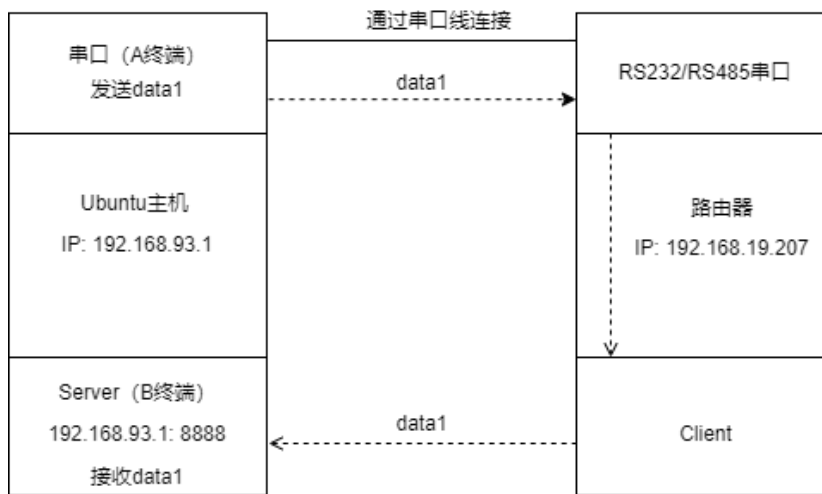 通过串口线连接
串口（A终端）
发送data1
data1
RS232/RS485串口
Ubuntu主机
IP: 192.168.93.1
路由器
IP: 192.168.19.207
Server（B终端）
192.168.93.1: 8888
接收data1
data1
Client